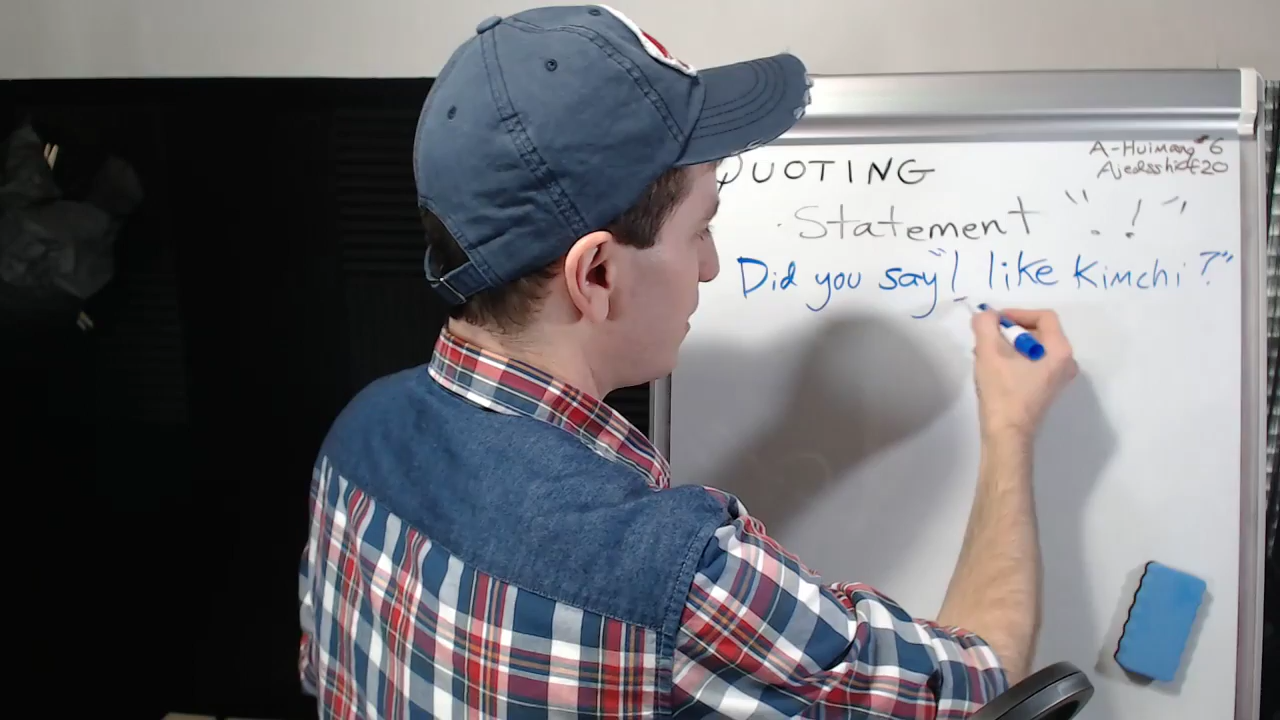 QUOTING
A-Huimang #6
Statement " . ! "
Did you say "I like Kimchi?"